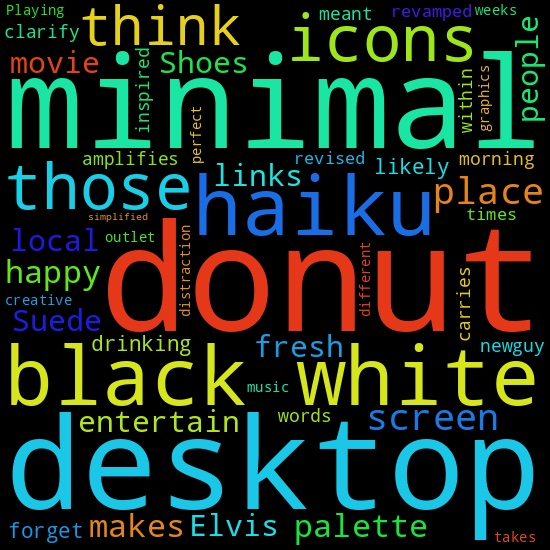 Playing
think
icons
meant
revamped
weeks
clarify
people
movie
inspired
Shoes
within
graphics
minimal
perfect
amplifies
revised
likely
morning
those
links
haiku
place
simplified
times
local
outlet
donut
distraction
different
happy
carries
creative
Suede
drinking
fresh
newguy
black
music
white
entertain
words
screen
desktop
forget
makes
Elvis
palette
takes